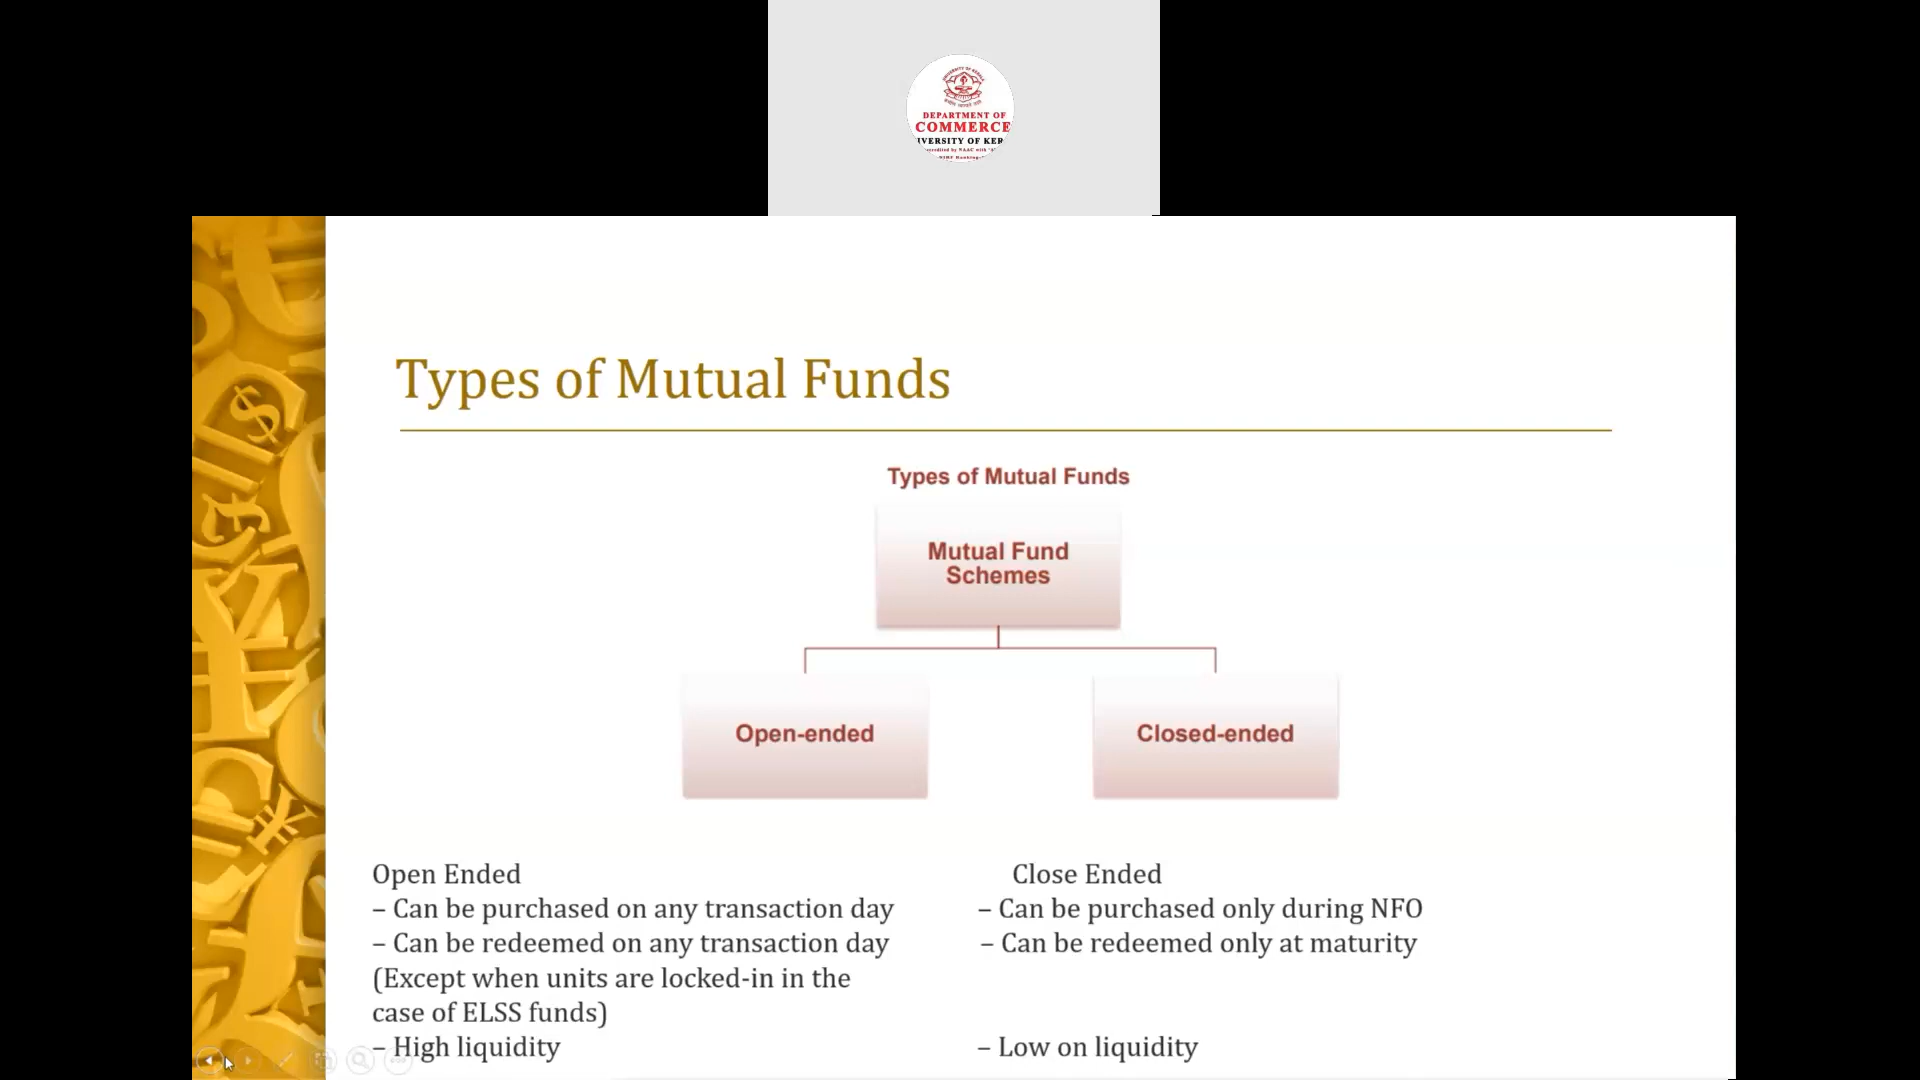 DEPARTMENT OF
COMMERCE
IVERSITY OF KER
Types of Mutual Funds
Types of Mutual Funds
Mutual Fund
Schemes
Open-ended
Closed-ended
Open Ended
– Can be purchased on any transaction day
– Can be redeemed on any transaction day
(Except when units are locked-in in the
case of ELSS funds)
– High liquidity
Close Ended
– Can be purchased only during NFO
– Can be redeemed only at maturity
– Low on liquidity